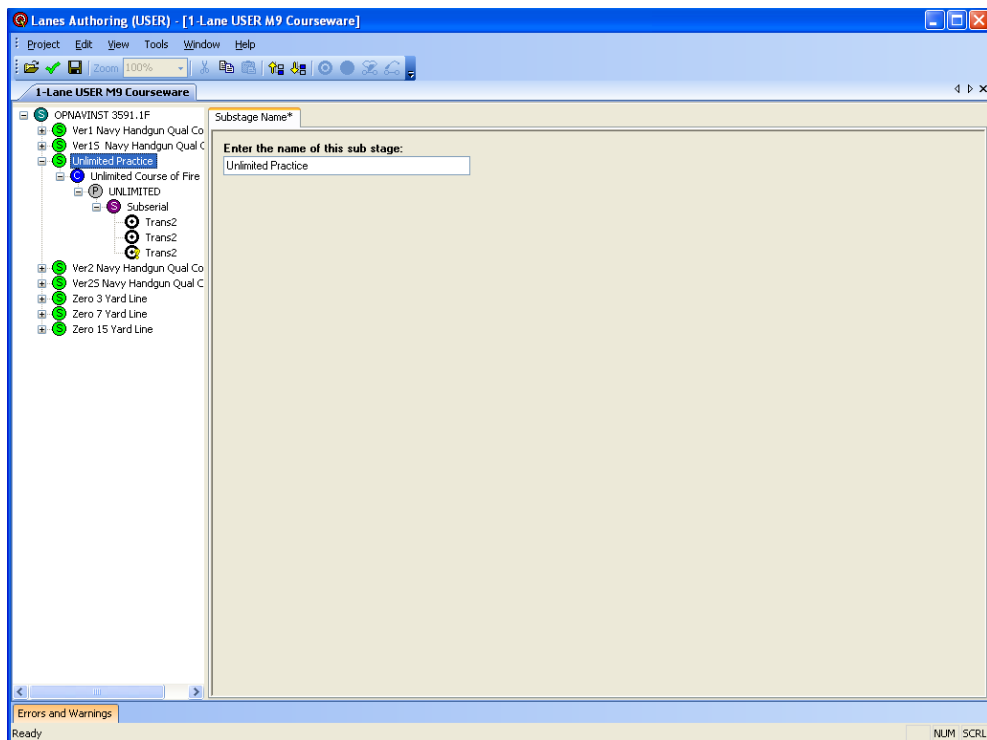 Lanes Authoring (USER) - [1-Lane USER M9 Courseware]
Project Edit View Tools Window Help
Zoom 100%
1-Lane USER M9 Courseware
S OPNAVINST 3591.1F
S Ver1 Navy Handgun Qual Co
S Ver1S Navy Handgun Qual C
S Unlimited Practice
C Unlimited Course of Fire
P UNLIMITED
S Subserial
Trans2
Trans2
Trans2
S Ver2 Navy Handgun Qual Co
S Ver2S Navy Handgun Qual C
S Zero 3 Yard Line
S Zero 7 Yard Line
S Zero 15 Yard Line
Substage Name*
Enter the name of this sub stage:
Unlimited Practice
Errors and Warnings
Ready NUM SCRL